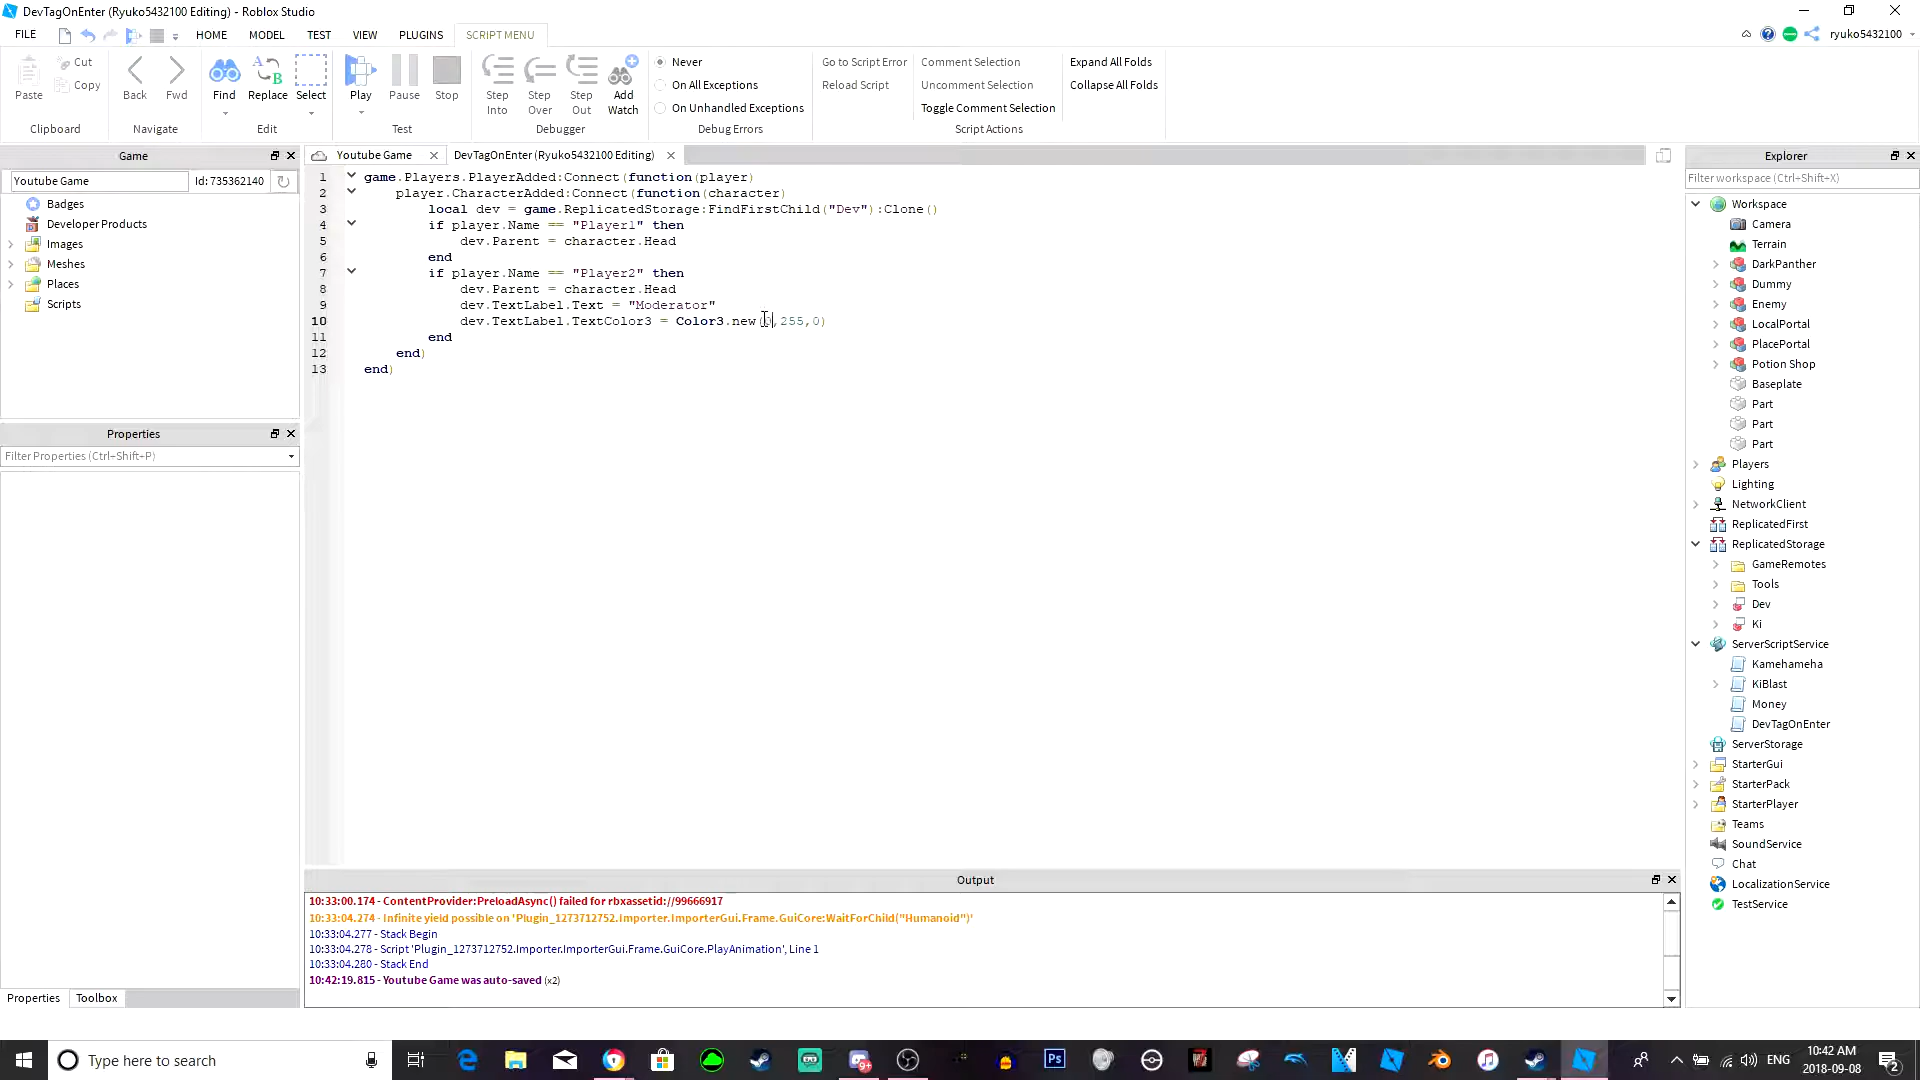 DevTagOnEnter (Ryuko5432100 Editing) - Roblox Studio
FILE
HOME
MODEL
TEST
VIEW
PLUGINS
SCRIPT MENU
ryuko5432100
Paste
Cut
Copy
Clipboard
Back
Fwd
Navigate
Find
Replace
Select
Edit
Play
Pause
Stop
Test
Step Into
Step Over
Step Out
Add Watch
Debugger
Never
On All Exceptions
On Unhandled Exceptions
Debug Errors
Go to Script Error
Reload Script
Comment Selection
Uncomment Selection
Toggle Comment Selection
Script Actions
Expand All Folds
Collapse All Folds
Game
Youtube Game
Id: 735362140
Badges
Developer Products
Images
Meshes
Places
Scripts
Properties
Filter Properties (Ctrl+Shift+P)
Properties
Toolbox
Youtube Game
DevTagOnEnter (Ryuko5432100 Editing)
1 game.Players.PlayerAdded:Connect(function(player)
2 player.CharacterAdded:Connect(function(character)
3 local dev = game.ReplicatedStorage:FindFirstChild("Dev"):Clone()
4 if player.Name == "Player1" then
5 dev.Parent = character.Head
6 end
7 if player.Name == "Player2" then
8 dev.Parent = character.Head
9 dev.TextLabel.Text = "Moderator"
10 dev.TextLabel.TextColor3 = Color3.new(0,255,0)
11 end
12 end)
13 end)
Output
10:33:00.174 - ContentProvider:PreloadAsync() failed for rbxassetid://99666917
10:33:04.274 - Infinite yield possible on 'Plugin_1273712752.Importer.ImporterGui.Frame.GuiCore:WaitForChild("Humanoid")'
10:33:04.277 - Stack Begin
10:33:04.278 - Script 'Plugin_1273712752.Importer.ImporterGui.Frame.GuiCore.PlayAnimation', Line 1
10:33:04.280 - Stack End
10:42:19.815 - Youtube Game was auto-saved (x2)
Explorer
Filter workspace (Ctrl+Shift+X)
Workspace
Camera
Terrain
DarkPanther
Dummy
Enemy
LocalPortal
PlacePortal
Potion Shop
Baseplate
Part
Part
Part
Players
Lighting
NetworkClient
ReplicatedFirst
ReplicatedStorage
GameRemotes
Tools
Dev
Ki
ServerScriptService
Kamehameha
KiBlast
Money
DevTagOnEnter
ServerStorage
StarterGui
StarterPack
StarterPlayer
Teams
SoundService
Chat
LocalizationService
TestService
Type here to search
Ps
ENG
10:42 AM
2018-09-08
2